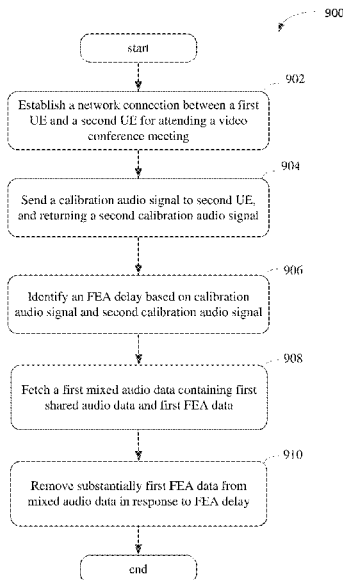 900
start
902
Establish a network connection between a first
UE and a second UE for attending a video
conference meeting
904
Send a calibration audio signal to second UE,
and returning a second calibration audio signal
906
Identify an FEA delay based on calibration
audio signal and second calibration audio signal
908
Fetch a first mixed audio data containing first
shared audio data and first FEA data
910
Remove substantially first FEA data from
mixed audio data in response to FEA delay
end